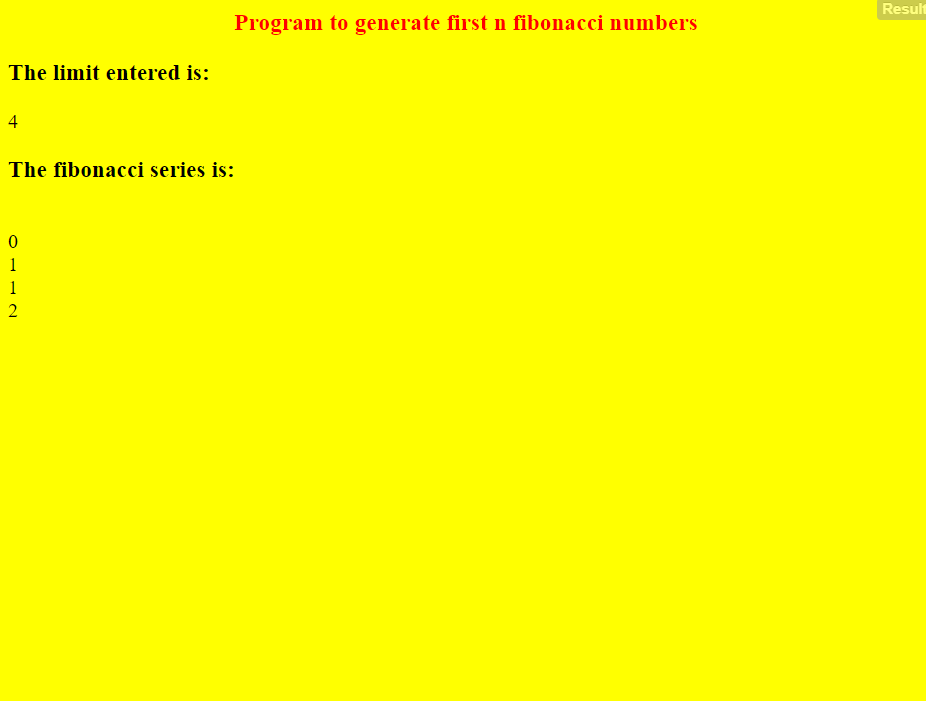 Result
Program to generate first n fibonacci numbers
The limit entered is:
4
The fibonacci series is:
0
1
1
2